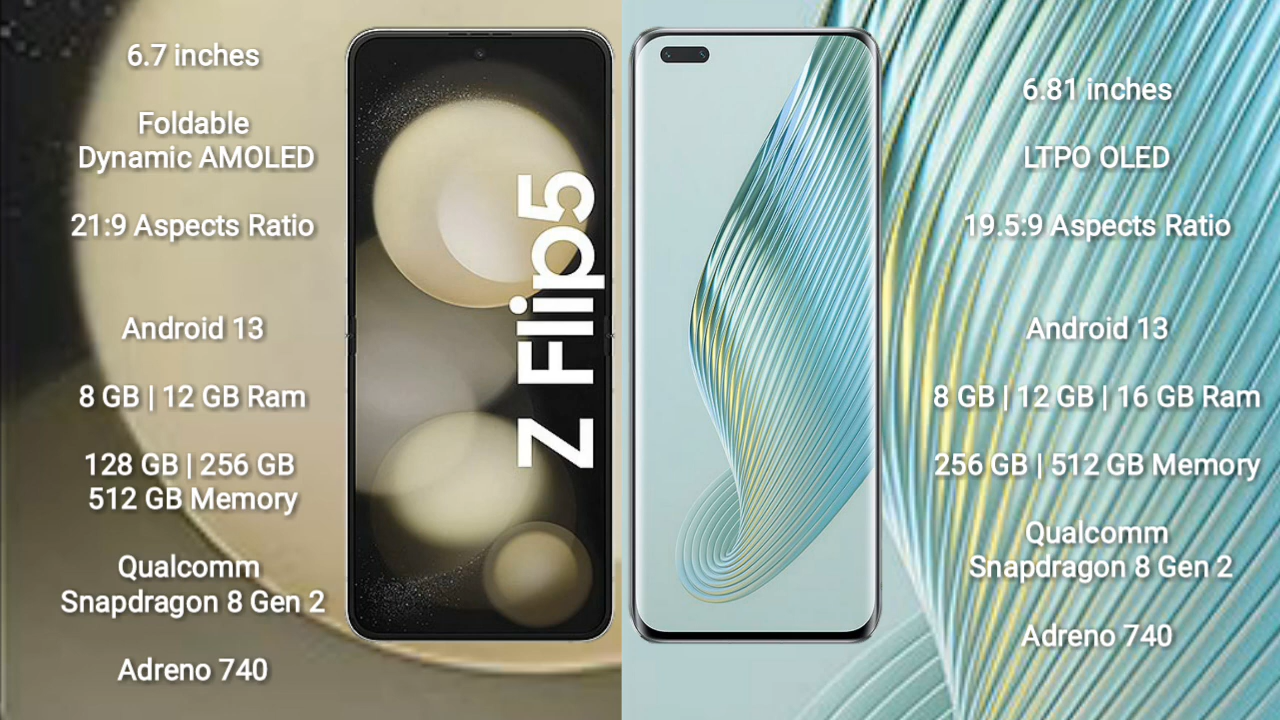 6.7 inches
Foldable
Dynamic AMOLED
21:9 Aspects Ratio
Android 13
8 GB | 12 GB Ram
128 GB | 256 GB
512 GB Memory
Qualcomm
Snapdragon 8 Gen 2
Adreno 740
Z Flip5
6.81 inches
LTPO OLED
19.5:9 Aspects Ratio
Android 13
8 GB | 12 GB | 16 GB Ram
256 GB | 512 GB Memory
Qualcomm
Snapdragon 8 Gen 2
Adreno 740